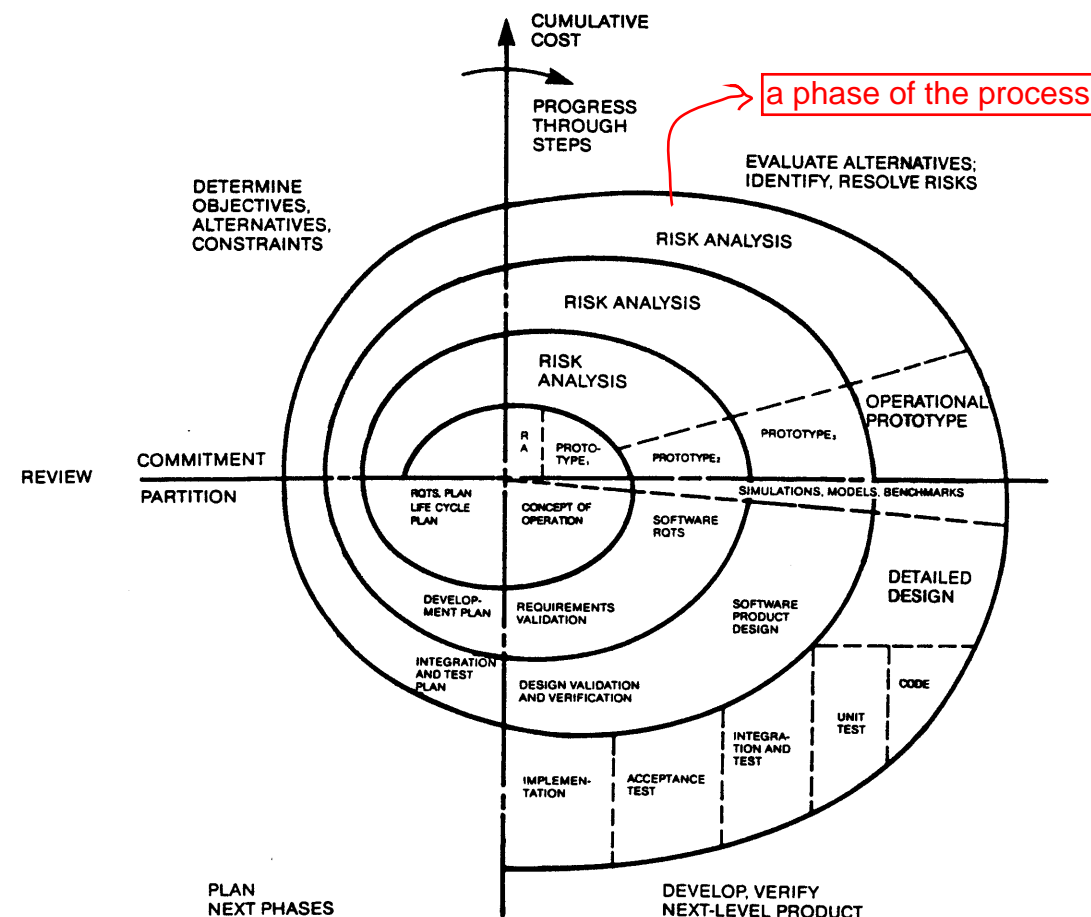 CUMULATIVE
COST
PROGRESS
THROUGH
STEPS
a phase of the process
EVALUATE ALTERNATIVES;
IDENTIFY, RESOLVE RISKS
DETERMINE
OBJECTIVES,
ALTERNATIVES,
CONSTRAINTS
RISK ANALYSIS
RISK ANALYSIS
RISK
ANALYSIS
R
A
PROTO-
TYPE₁
PROTOTYPE₂
PROTOTYPE₃
OPERATIONAL
PROTOTYPE
REVIEW
COMMITMENT
PARTITION
RQTS. PLAN
LIFE CYCLE
PLAN
CONCEPT OF
OPERATION
SIMULATIONS, MODELS, BENCHMARKS
SOFTWARE
RQTS
DETAILED
DESIGN
DEVELOP-
MENT PLAN
REQUIREMENTS
VALIDATION
SOFTWARE
PRODUCT
DESIGN
INTEGRATION
AND TEST
PLAN
DESIGN VALIDATION
AND VERIFICATION
CODE
UNIT
TEST
INTEGRA-
TION AND
TEST
ACCEPTANCE
TEST
IMPLEMEN-
TATION
PLAN
NEXT PHASES
DEVELOP, VERIFY
NEXT-LEVEL PRODUCT